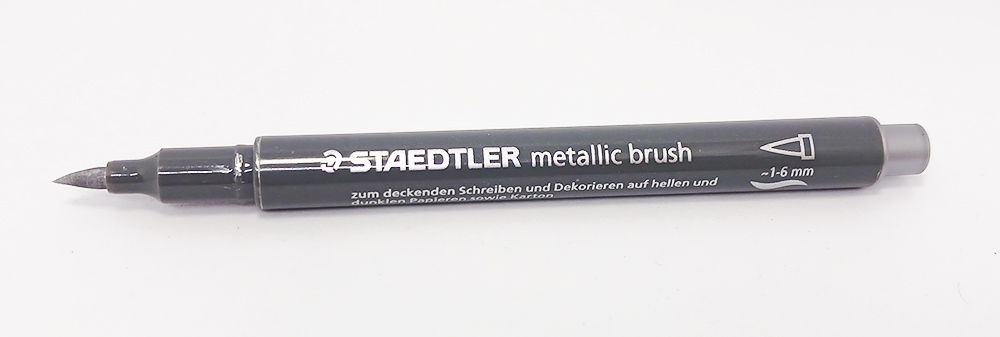 STAEDTLER metallic brush
zum deckenden Schreiben und Dekorieren auf hellen und
dunklen Papieren sowie Karton
~1-6 mm